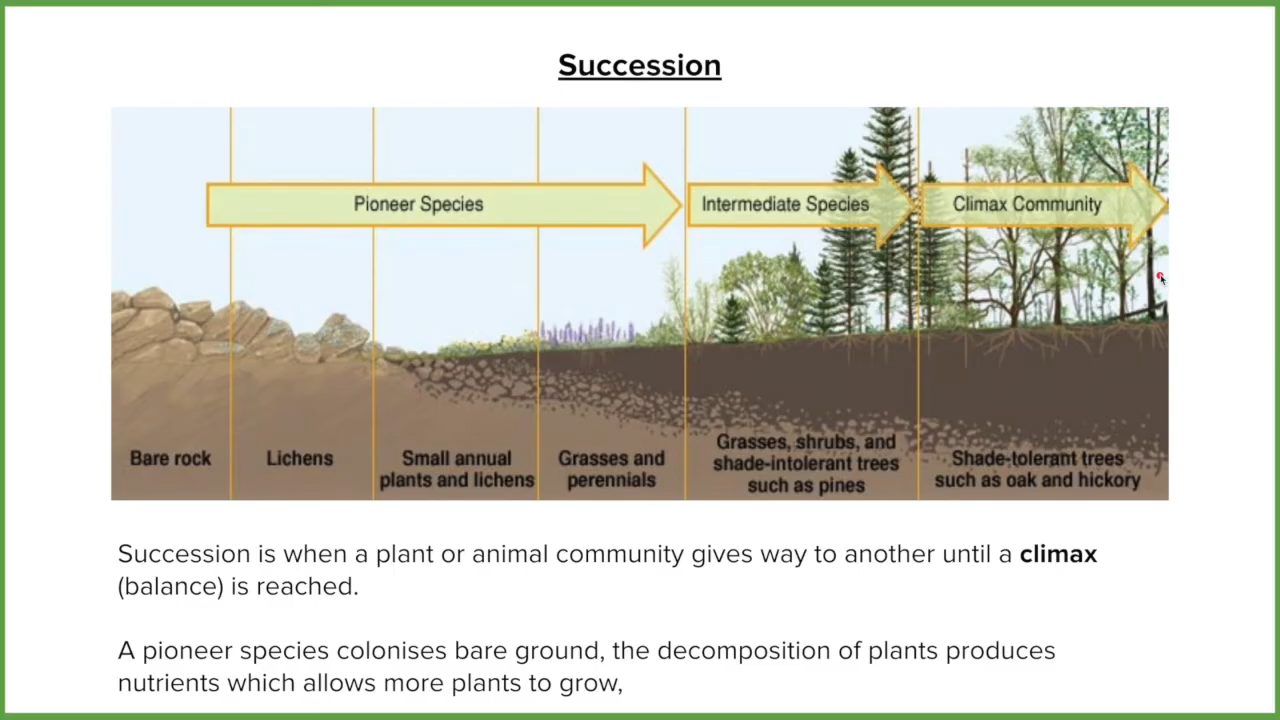 Succession
Pioneer Species
Intermediate Species
Climax Community
Bare rock
Lichens
Small annual
plants and lichens
Grasses and
perennials
Grasses, shrubs, and
shade-intolerant trees
such as pines
Shade-tolerant trees
such as oak and hickory
Succession is when a plant or animal community gives way to another until a climax
(balance) is reached.
A pioneer species colonises bare ground, the decomposition of plants produces
nutrients which allows more plants to grow,